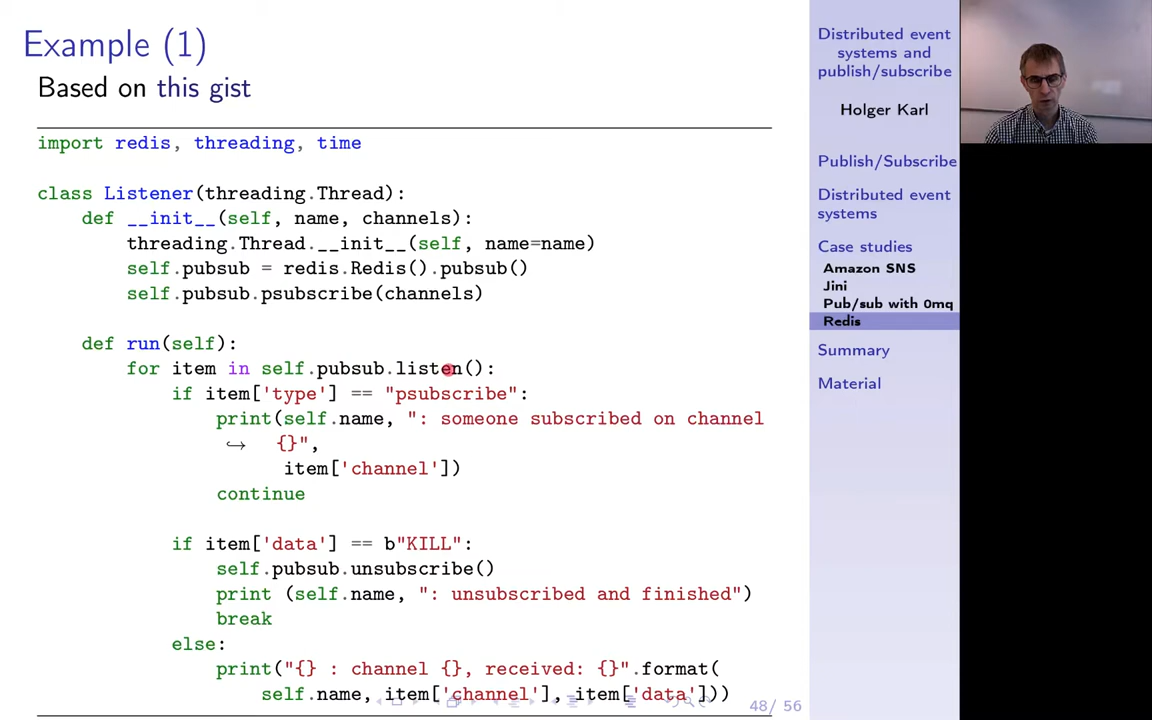 Example (1)
Based on this gist
import redis, threading, time
class Listener(threading.Thread):
def __init__(self, name, channels):
threading.Thread.__init__(self, name=name)
self.pubsub = redis.Redis().pubsub()
self.pubsub.psubscribe(channels)
def run(self):
for item in self.pubsub.listen():
if item['type'] == "psubscribe":
print(self.name, ": someone subscribed on channel
↪ {}",
item['channel'])
continue
if item['data'] == b"KILL":
self.pubsub.unsubscribe()
print (self.name, ": unsubscribed and finished")
break
else:
print("{} : channel {}, received: {}".format(
self.name, item['channel'], item['data']))
48/ 56
Distributed event
systems and
publish/subscribe
Holger Karl
Publish/Subscribe
Distributed event
systems
Case studies
Amazon SNS
Jini
Pub/sub with 0mq
Redis
Summary
Material